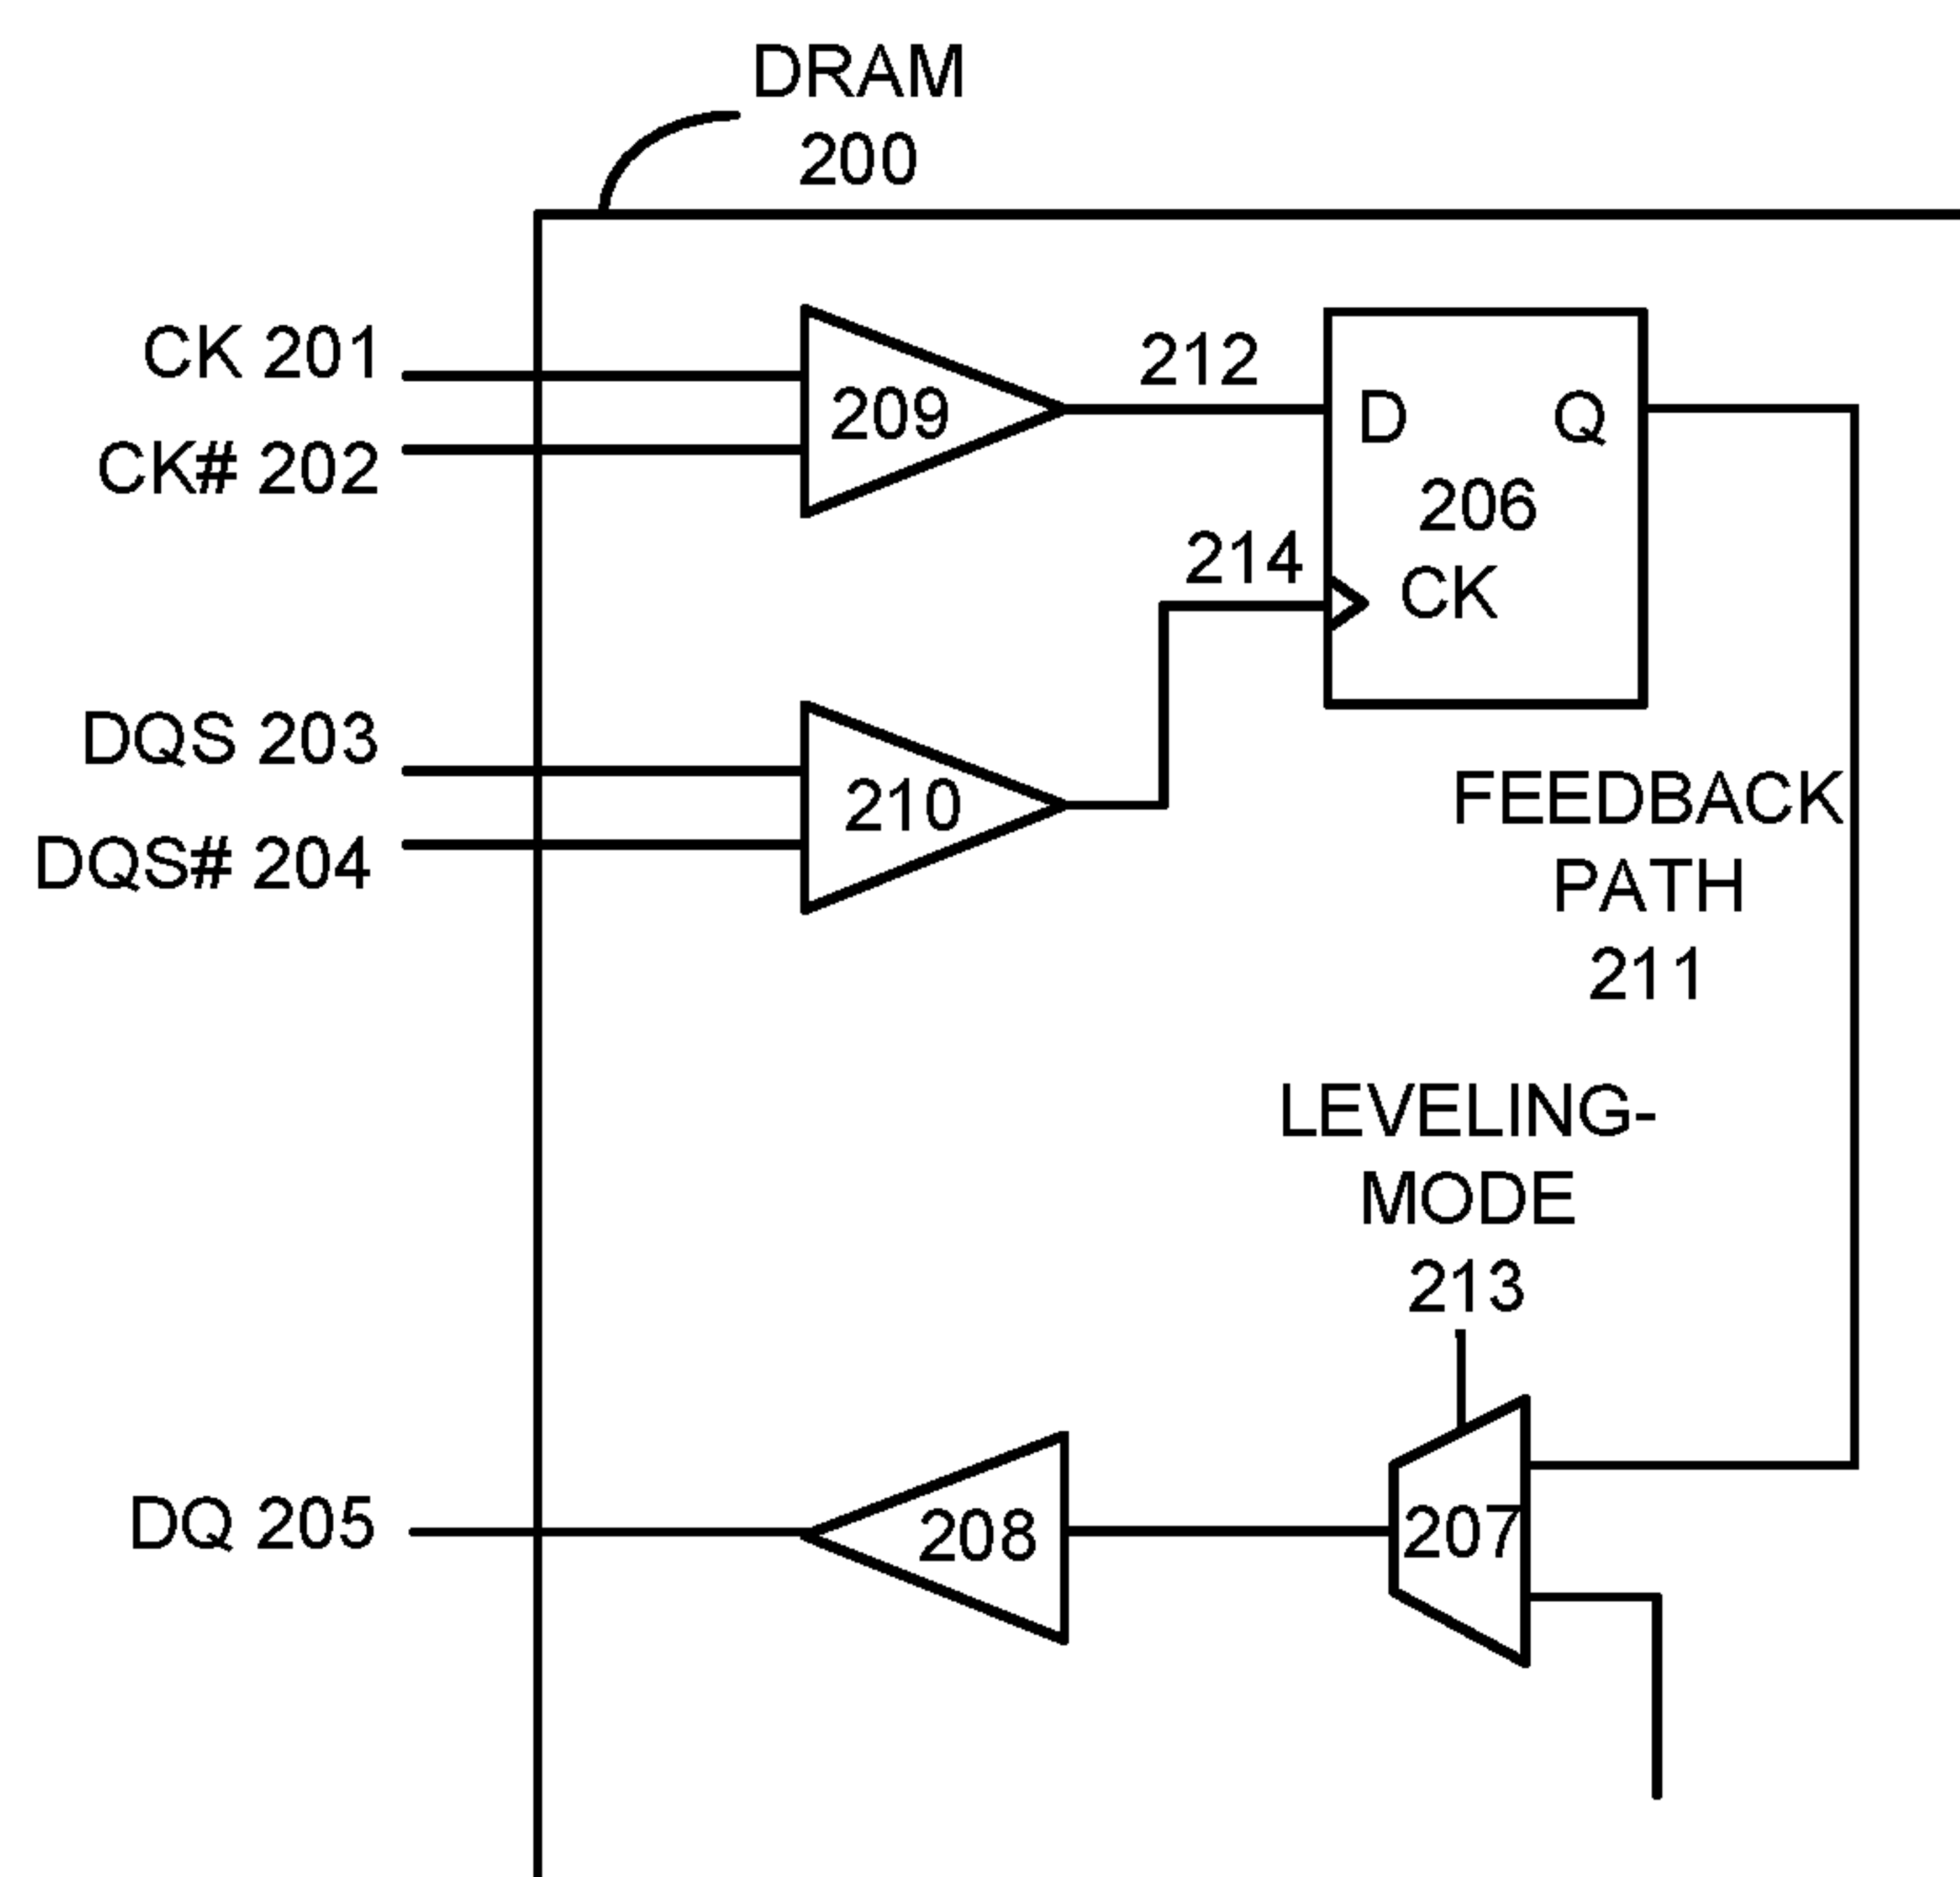 DRAM
200
CK 201
209
212
D
Q
CK# 202
206
214
CK
DQS 203
210
FEEDBACK
PATH
211
DQS# 204
LEVELING-
MODE
213
DQ 205
208
207